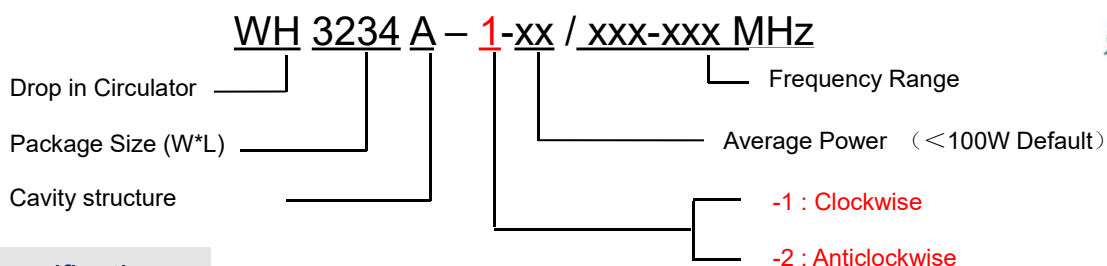 WH 3234 A – 1-xx / xxx-xxx MHz
Drop in Circulator
Frequency Range
Package Size (W*L)
Average Power （＜100W Default）
Cavity structure
-1 : Clockwise
-2 : Anticlockwise